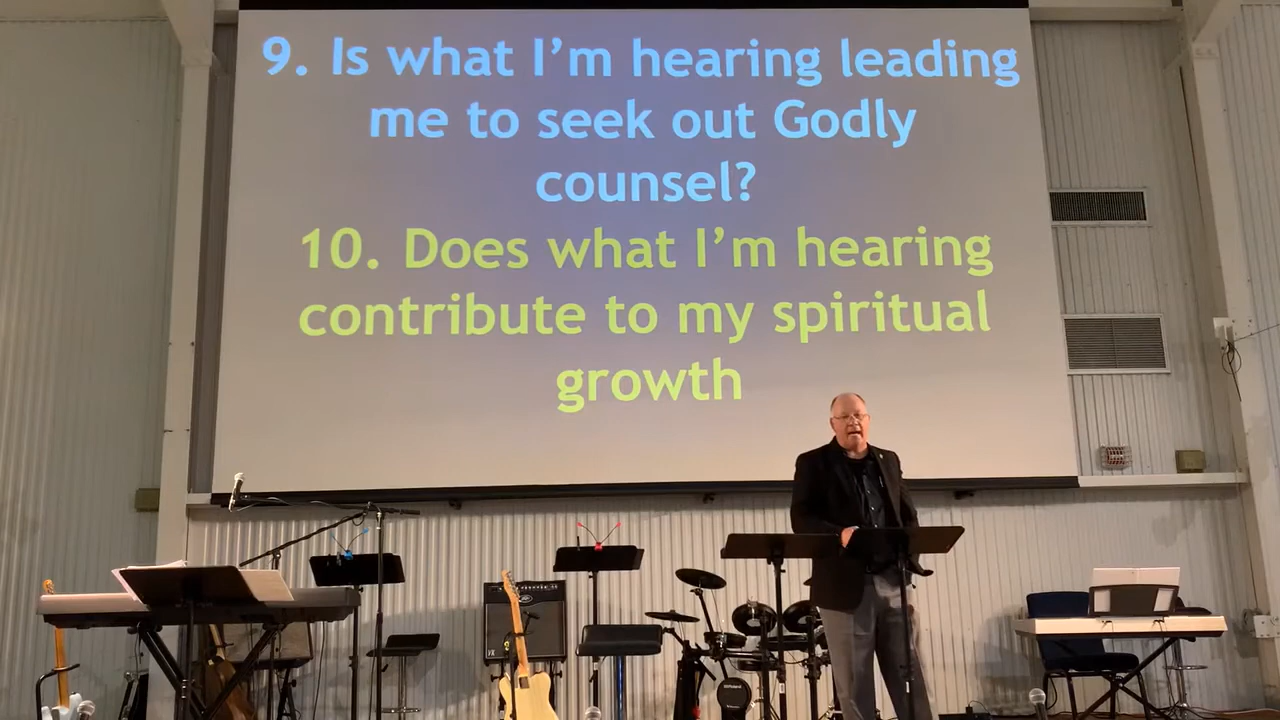 9. Is what I’m hearing leading
me to seek out Godly
counsel?
10. Does what I’m hearing
contribute to my spiritual
growth
Roland